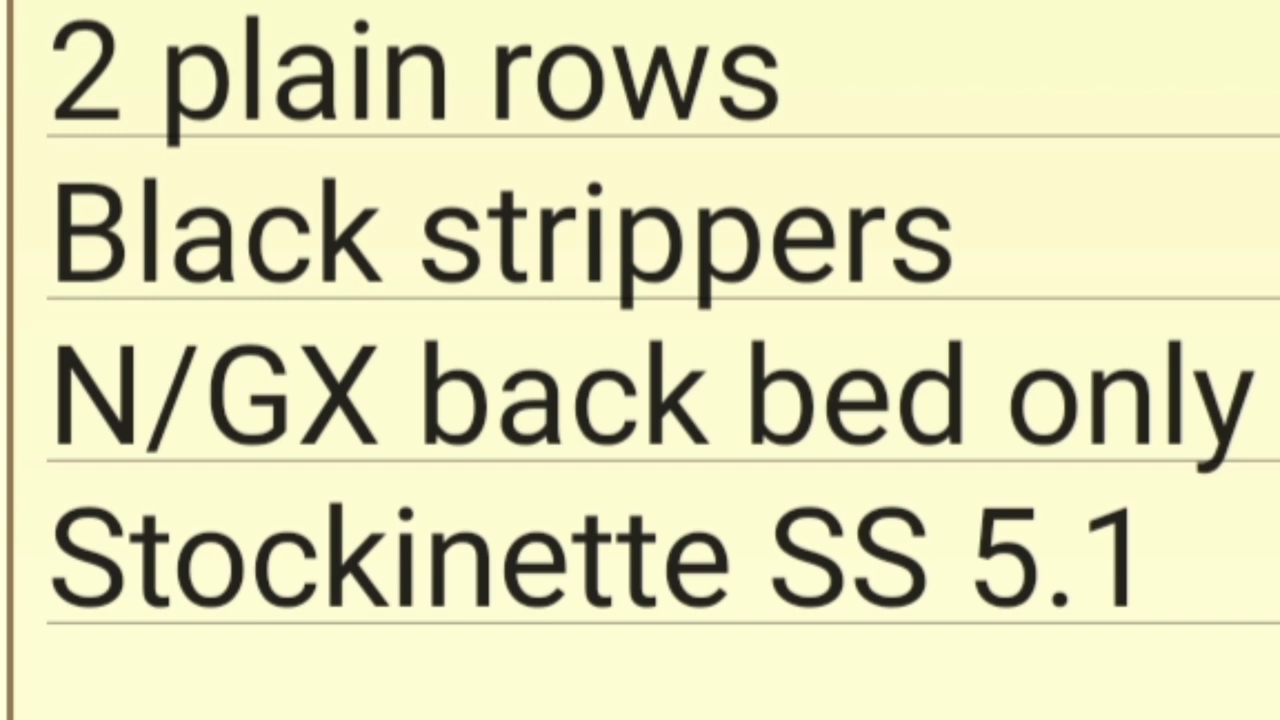 2 plain rows
Black strippers
N/GX back bed only
Stockinette SS 5.1